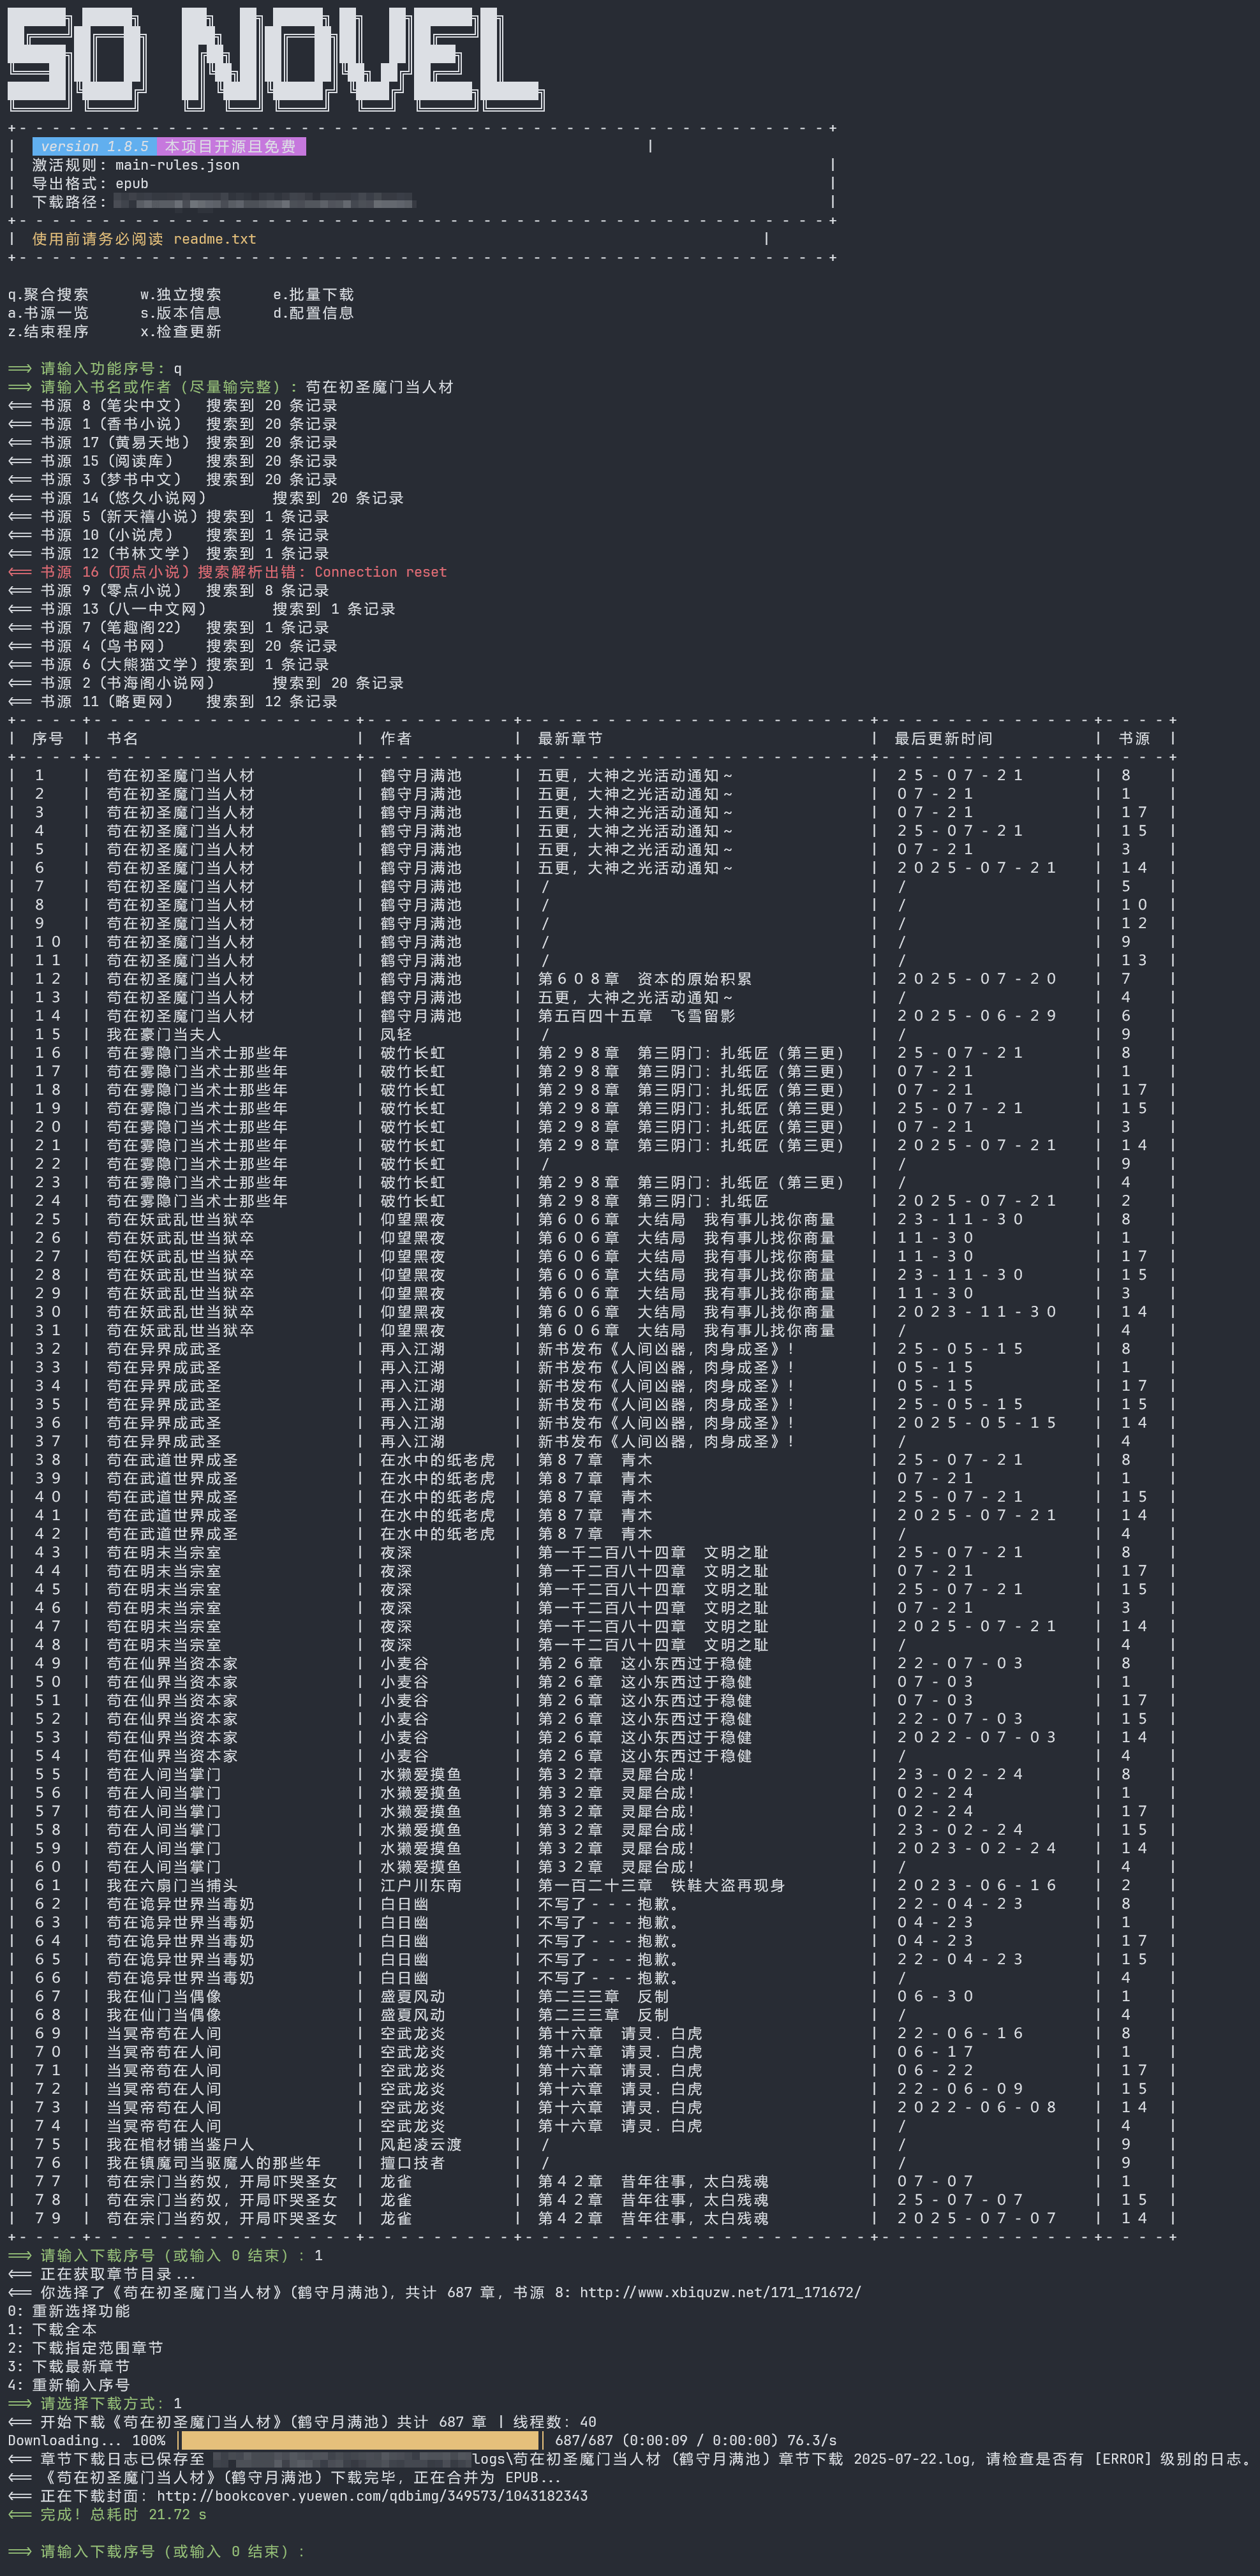 SO NOVEL
version 1.8.5 本项目开源且免费
激活规则: main-rules.json
导出格式: epub
下载路径:
使用前请务必阅读 readme.txt
q.聚合搜索 w.独立搜索 e.批量下载
a.书源一览 s.版本信息 d.配置信息
z.结束程序 x.检查更新
==> 请输入功能序号: q
==> 请输入书名或作者 (尽量输完整) : 苟在初圣魔门当人材
<== 书源 8 (笔尖中文) 搜索到 20 条记录
<== 书源 1 (香书小说) 搜索到 20 条记录
<== 书源 17 (黄易天地) 搜索到 20 条记录
<== 书源 15 (阅读库) 搜索到 20 条记录
<== 书源 3 (梦书中文) 搜索到 20 条记录
<== 书源 14 (悠久小说网) 搜索到 20 条记录
<== 书源 5 (新天禧小说) 搜索到 1 条记录
<== 书源 10 (小说虎) 搜索到 1 条记录
<== 书源 12 (书林文学) 搜索到 1 条记录
<== 书源 16 (顶点小说) 搜索解析出错: Connection reset
<== 书源 9 (零点小说) 搜索到 8 条记录
<== 书源 13 (八一中文网) 搜索到 1 条记录
<== 书源 7 (笔趣阁22) 搜索到 1 条记录
<== 书源 4 (鸟书网) 搜索到 20 条记录
<== 书源 6 (大熊猫文学) 搜索到 1 条记录
<== 书源 2 (书海阁小说网) 搜索到 20 条记录
<== 书源 11 (略更网) 搜索到 12 条记录
| 序号 | 书名 | 作者 | 最新章节 | 最后更新时间 | 书源 |
| 1 | 苟在初圣魔门当人材 | 鹤守月满池 | 五更, 大神之光活动通知~ | 25-07-21 | 8 |
| 2 | 苟在初圣魔门当人材 | 鹤守月满池 | 五更, 大神之光活动通知~ | 07-21 | 1 |
| 3 | 苟在初圣魔门当人材 | 鹤守月满池 | 五更, 大神之光活动通知~ | 07-21 | 17 |
| 4 | 苟在初圣魔门当人材 | 鹤守月满池 | 五更, 大神之光活动通知~ | 25-07-21 | 15 |
| 5 | 苟在初圣魔门当人材 | 鹤守月满池 | 五更, 大神之光活动通知~ | 07-21 | 3 |
| 6 | 苟在初圣魔门当人材 | 鹤守月满池 | 五更, 大神之光活动通知~ | 2025-07-21 | 14 |
| 7 | 苟在初圣魔门当人材 | 鹤守月满池 | / | / | 5 |
| 8 | 苟在初圣魔门当人材 | 鹤守月满池 | / | / | 10 |
| 9 | 苟在初圣魔门当人材 | 鹤守月满池 | / | / | 12 |
| 10 | 苟在初圣魔门当人材 | 鹤守月满池 | / | / | 9 |
| 11 | 苟在初圣魔门当人材 | 鹤守月满池 | / | / | 13 |
| 12 | 苟在初圣魔门当人材 | 鹤守月满池 | 第608章 资本的原始积累 | 2025-07-20 | 7 |
| 13 | 苟在初圣魔门当人材 | 鹤守月满池 | 五更, 大神之光活动通知~ | / | 4 |
| 14 | 苟在初圣魔门当人材 | 鹤守月满池 | 第五百四十五章 飞雪留影 | 2025-06-29 | 6 |
| 15 | 我在豪门当夫人 | 凤轻 | / | / | 9 |
| 16 | 苟在雾隐门当术士那些年 | 破竹长虹 | 第298章 第三阴门: 扎纸匠 (第三更) | 25-07-21 | 8 |
| 17 | 苟在雾隐门当术士那些年 | 破竹长虹 | 第298章 第三阴门: 扎纸匠 (第三更) | 07-21 | 1 |
| 18 | 苟在雾隐门当术士那些年 | 破竹长虹 | 第298章 第三阴门: 扎纸匠 (第三更) | 07-21 | 17 |
| 19 | 苟在雾隐门当术士那些年 | 破竹长虹 | 第298章 第三阴门: 扎纸匠 (第三更) | 25-07-21 | 15 |
| 20 | 苟在雾隐门当术士那些年 | 破竹长虹 | 第298章 第三阴门: 扎纸匠 (第三更) | 07-21 | 3 |
| 21 | 苟在雾隐门当术士那些年 | 破竹长虹 | 第298章 第三阴门: 扎纸匠 (第三更) | 2025-07-21 | 14 |
| 22 | 苟在雾隐门当术士那些年 | 破竹长虹 | / | / | 9 |
| 23 | 苟在雾隐门当术士那些年 | 破竹长虹 | 第298章 第三阴门: 扎纸匠 (第三更) | / | 4 |
| 24 | 苟在雾隐门当术士那些年 | 破竹长虹 | 第298章 第三阴门: 扎纸匠 | 2025-07-21 | 2 |
| 25 | 苟在妖武乱世当狱卒 | 仰望黑夜 | 第606章 大结局 我有事儿找你商量 | 23-11-30 | 8 |
| 26 | 苟在妖武乱世当狱卒 | 仰望黑夜 | 第606章 大结局 我有事儿找你商量 | 11-30 | 1 |
| 27 | 苟在妖武乱世当狱卒 | 仰望黑夜 | 第606章 大结局 我有事儿找你商量 | 11-30 | 17 |
| 28 | 苟在妖武乱世当狱卒 | 仰望黑夜 | 第606章 大结局 我有事儿找你商量 | 23-11-30 | 15 |
| 29 | 苟在妖武乱世当狱卒 | 仰望黑夜 | 第606章 大结局 我有事儿找你商量 | 11-30 | 3 |
| 30 | 苟在妖武乱世当狱卒 | 仰望黑夜 | 第606章 大结局 我有事儿找你商量 | 2023-11-30 | 14 |
| 31 | 苟在妖武乱世当狱卒 | 仰望黑夜 | 第606章 大结局 我有事儿找你商量 | / | 4 |
| 32 | 苟在异界成武圣 | 再入江湖 | 新书发布《人间凶器, 肉身成圣》! | 25-05-15 | 8 |
| 33 | 苟在异界成武圣 | 再入江湖 | 新书发布《人间凶器, 肉身成圣》! | 05-15 | 1 |
| 34 | 苟在异界成武圣 | 再入江湖 | 新书发布《人间凶器, 肉身成圣》! | 05-15 | 17 |
| 35 | 苟在异界成武圣 | 再入江湖 | 新书发布《人间凶器, 肉身成圣》! | 25-05-15 | 15 |
| 36 | 苟在异界成武圣 | 再入江湖 | 新书发布《人间凶器, 肉身成圣》! | 2025-05-15 | 14 |
| 37 | 苟在异界成武圣 | 再入江湖 | 新书发布《人间凶器, 肉身成圣》! | / | 4 |
| 38 | 苟在武道世界成圣 | 在水中的纸老虎 | 第87章 青木 | 25-07-21 | 8 |
| 39 | 苟在武道世界成圣 | 在水中的纸老虎 | 第87章 青木 | 07-21 | 1 |
| 40 | 苟在武道世界成圣 | 在水中的纸老虎 | 第87章 青木 | 25-07-21 | 15 |
| 41 | 苟在武道世界成圣 | 在水中的纸老虎 | 第87章 青木 | 2025-07-21 | 14 |
| 42 | 苟在武道世界成圣 | 在水中的纸老虎 | 第87章 青木 | / | 4 |
| 43 | 苟在明末当宗室 | 夜深 | 第一千二百八十四章 文明之耻 | 25-07-21 | 8 |
| 44 | 苟在明末当宗室 | 夜深 | 第一千二百八十四章 文明之耻 | 07-21 | 17 |
| 45 | 苟在明末当宗室 | 夜深 | 第一千二百八十四章 文明之耻 | 25-07-21 | 15 |
| 46 | 苟在明末当宗室 | 夜深 | 第一千二百八十四章 文明之耻 | 07-21 | 3 |
| 47 | 苟在明末当宗室 | 夜深 | 第一千二百八十四章 文明之耻 | 2025-07-21 | 14 |
| 48 | 苟在明末当宗室 | 夜深 | 第一千二百八十四章 文明之耻 | / | 4 |
| 49 | 苟在仙界当资本家 | 小麦谷 | 第26章 这小东西过于稳健 | 22-07-03 | 8 |
| 50 | 苟在仙界当资本家 | 小麦谷 | 第26章 这小东西过于稳健 | 07-03 | 1 |
| 51 | 苟在仙界当资本家 | 小麦谷 | 第26章 这小东西过于稳健 | 07-03 | 17 |
| 52 | 苟在仙界当资本家 | 小麦谷 | 第26章 这小东西过于稳健 | 22-07-03 | 15 |
| 53 | 苟在仙界当资本家 | 小麦谷 | 第26章 这小东西过于稳健 | 2022-07-03 | 14 |
| 54 | 苟在仙界当资本家 | 小麦谷 | 第26章 这小东西过于稳健 | / | 4 |
| 55 | 苟在人间当掌门 | 水獭爱摸鱼 | 第32章 灵犀台成! | 23-02-24 | 8 |
| 56 | 苟在人间当掌门 | 水獭爱摸鱼 | 第32章 灵犀台成! | 02-24 | 1 |
| 57 | 苟在人间当掌门 | 水獭爱摸鱼 | 第32章 灵犀台成! | 02-24 | 17 |
| 58 | 苟在人间当掌门 | 水獭爱摸鱼 | 第32章 灵犀台成! | 23-02-24 | 15 |
| 59 | 苟在人间当掌门 | 水獭爱摸鱼 | 第32章 灵犀台成! | 2023-02-24 | 14 |
| 60 | 苟在人间当掌门 | 水獭爱摸鱼 | 第32章 灵犀台成! | / | 4 |
| 61 | 我在六扇门当捕头 | 江户川东南 | 第一百二十三章 铁鞋大盗再现身 | 2023-06-16 | 2 |
| 62 | 苟在诡异世界当毒奶 | 白日幽 | 不写了---抱歉。 | 22-04-23 | 8 |
| 63 | 苟在诡异世界当毒奶 | 白日幽 | 不写了---抱歉。 | 04-23 | 1 |
| 64 | 苟在诡异世界当毒奶 | 白日幽 | 不写了---抱歉。 | 04-23 | 17 |
| 65 | 苟在诡异世界当毒奶 | 白日幽 | 不写了---抱歉。 | 22-04-23 | 15 |
| 66 | 苟在诡异世界当毒奶 | 白日幽 | 不写了---抱歉。 | / | 4 |
| 67 | 我在仙门当偶像 | 盛夏风动 | 第二三三章 反制 | 06-30 | 1 |
| 68 | 我在仙门当偶像 | 盛夏风动 | 第二三三章 反制 | / | 4 |
| 69 | 当冥帝苟在人间 | 空武龙炎 | 第十六章 请灵. 白虎 | 22-06-16 | 8 |
| 70 | 当冥帝苟在人间 | 空武龙炎 | 第十六章 请灵. 白虎 | 06-17 | 1 |
| 71 | 当冥帝苟在人间 | 空武龙炎 | 第十六章 请灵. 白虎 | 06-22 | 17 |
| 72 | 当冥帝苟在人间 | 空武龙炎 | 第十六章 请灵. 白虎 | 22-06-09 | 15 |
| 73 | 当冥帝苟在人间 | 空武龙炎 | 第十六章 请灵. 白虎 | 2022-06-08 | 14 |
| 74 | 当冥帝苟在人间 | 空武龙炎 | 第十六章 请灵. 白虎 | / | 4 |
| 75 | 我在棺材铺当鉴尸人 | 风起凌云渡 | / | / | 9 |
| 76 | 我在镇魔司当驱魔人的那些年 | 擅口技者 | / | / | 9 |
| 77 | 苟在宗门当药奴, 开局吓哭圣女 | 龙雀 | 第42章 昔年往事, 太白残魂 | 07-07 | 1 |
| 78 | 苟在宗门当药奴, 开局吓哭圣女 | 龙雀 | 第42章 昔年往事, 太白残魂 | 25-07-07 | 15 |
| 79 | 苟在宗门当药奴, 开局吓哭圣女 | 龙雀 | 第42章 昔年往事, 太白残魂 | 2025-07-07 | 14 |
==> 请输入下载序号 (或输入 0 结束) : 1
<== 正在获取章节目录...
<== 你选择了《苟在初圣魔门当人材》(鹤守月满池), 共计 687 章, 书源 8: http://www.xbiquzw.net/171_171672/
0: 重新选择功能
1: 下载全本
2: 下载指定范围章节
3: 下载最新章节
4: 重新输入序号
==> 请选择下载方式: 1
<== 开始下载《苟在初圣魔门当人材》(鹤守月满池) 共计 687 章 | 线程数: 40
Downloading... 100% | | 687/687 (0:00:09 / 0:00:00) 76.3/s
<== 章节下载日志已保存至 logs\苟在初圣魔门当人材 (鹤守月满池) 章节下载 2025-07-22.log, 请检查是否有 [ERROR] 级别的日志。
<== 《苟在初圣魔门当人材》(鹤守月满池) 下载完毕, 正在合并为 EPUB...
<== 正在下载封面: http://bookcover.yuewen.com/qdbimg/349573/1043182343
<== 完成! 总耗时 21.72 s
==> 请输入下载序号 (或输入 0 结束) :